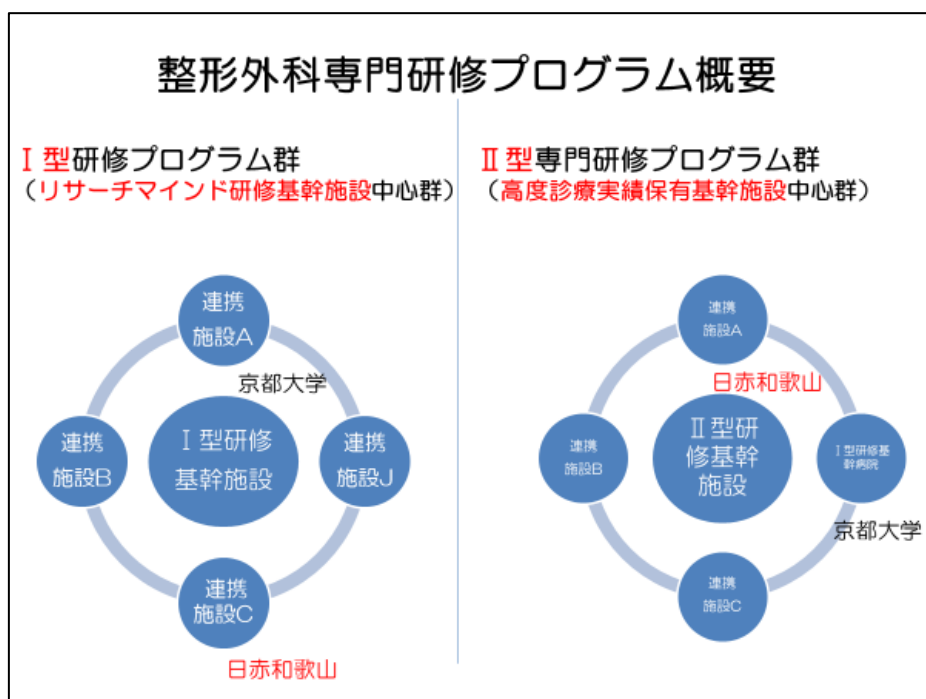 整形外科専門研修プログラム概要
Ⅰ型研修プログラム群
（リサーチマインド研修基幹施設中心群）
連携
施設A
京都大学
連携
施設B
Ⅰ型研修
基幹施設
連携
施設J
連携
施設C
日赤和歌山
Ⅱ型専門研修プログラム群
（高度診療実績保有基幹施設中心群）
連携
施設A
日赤和歌山
連携
施設B
Ⅱ型研
修基幹
施設
Ⅰ型研修基
幹病院
京都大学
連携
施設C